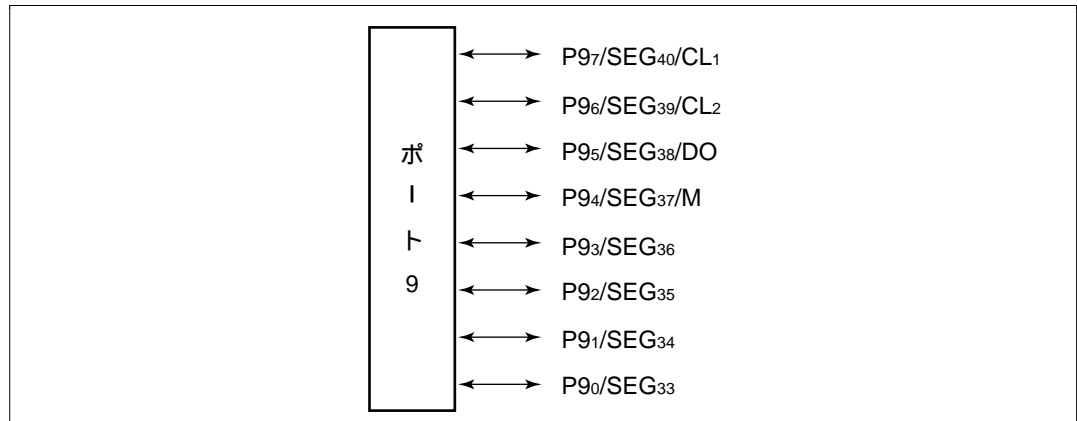 ポート9
P9₇/SEG₄₀/CL₁
P9₆/SEG₃₉/CL₂
P9₅/SEG₃₈/DO
P9₄/SEG₃₇/M
P9₃/SEG₃₆
P9₂/SEG₃₅
P9₁/SEG₃₄
P9₀/SEG₃₃